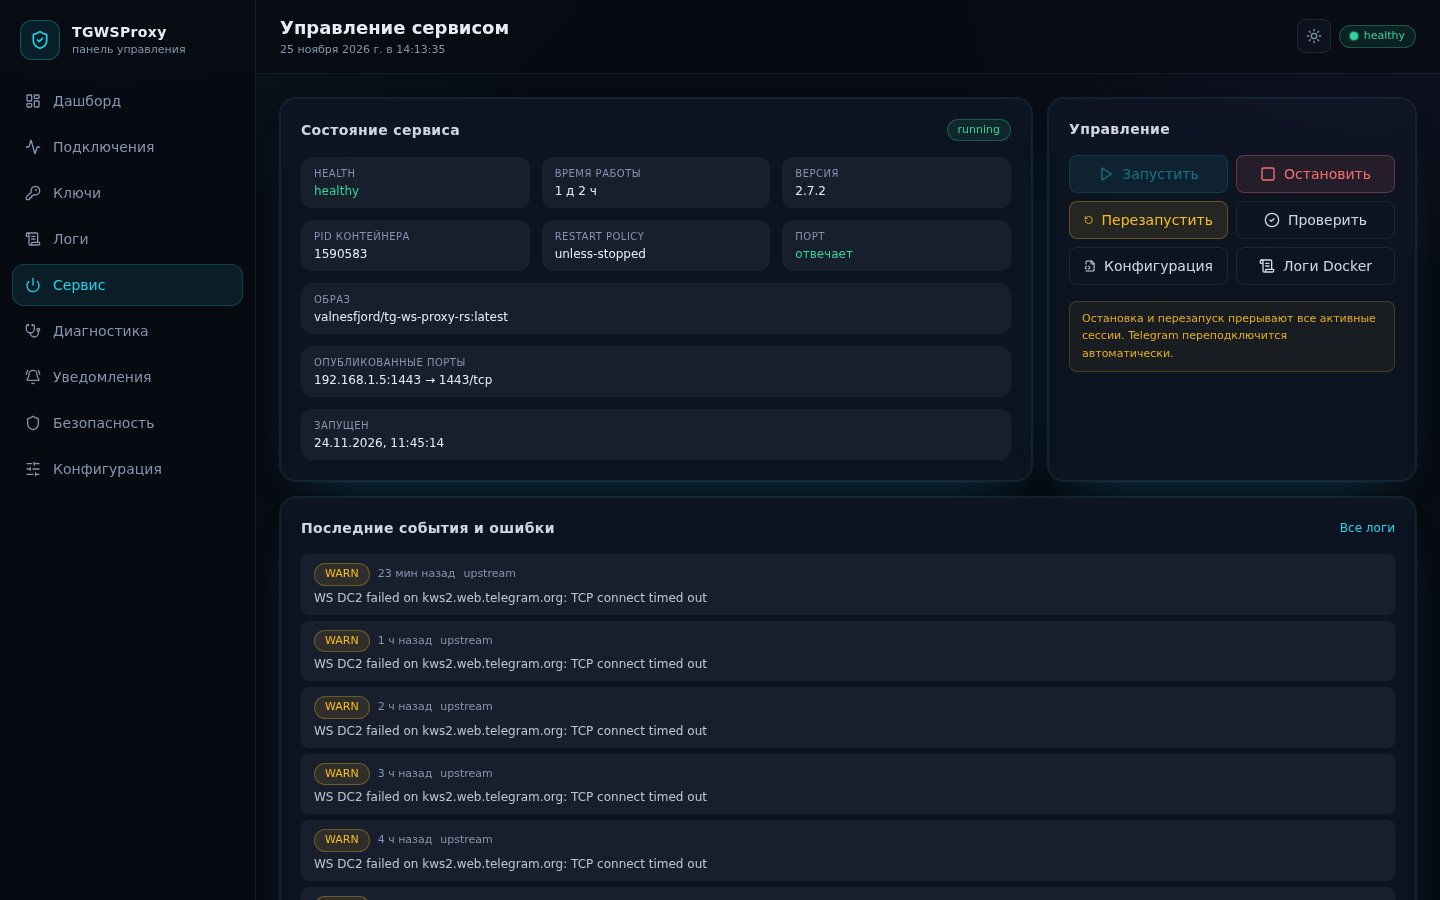 TGWSProxy
панель управления
Дашборд
Подключения
Ключи
Логи
Сервис
Диагностика
Уведомления
Безопасность
Конфигурация
Управление сервисом
25 ноября 2026 г. в 14:13:35
healthy
Состояние сервиса
running
HEALTH
healthy
ВРЕМЯ РАБОТЫ
1 д 2 ч
ВЕРСИЯ
2.7.2
PID КОНТЕЙНЕРА
1590583
RESTART POLICY
unless-stopped
ПОРТ
отвечает
ОБРАЗ
valnesfjord/tg-ws-proxy-rs:latest
ОПУБЛИКОВАННЫЕ ПОРТЫ
192.168.1.5:1443 → 1443/tcp
ЗАПУЩЕН
24.11.2026, 11:45:14
Управление
Запустить
Остановить
Перезапустить
Проверить
Конфигурация
Логи Docker
Остановка и перезапуск прерывают все активные
сессии. Telegram переподключится
автоматически.
Последние события и ошибки
Все логи
WARN 23 мин назад upstream
WS DC2 failed on kws2.web.telegram.org: TCP connect timed out
WARN 1 ч назад upstream
WS DC2 failed on kws2.web.telegram.org: TCP connect timed out
WARN 2 ч назад upstream
WS DC2 failed on kws2.web.telegram.org: TCP connect timed out
WARN 3 ч назад upstream
WS DC2 failed on kws2.web.telegram.org: TCP connect timed out
WARN 4 ч назад upstream
WS DC2 failed on kws2.web.telegram.org: TCP connect timed out